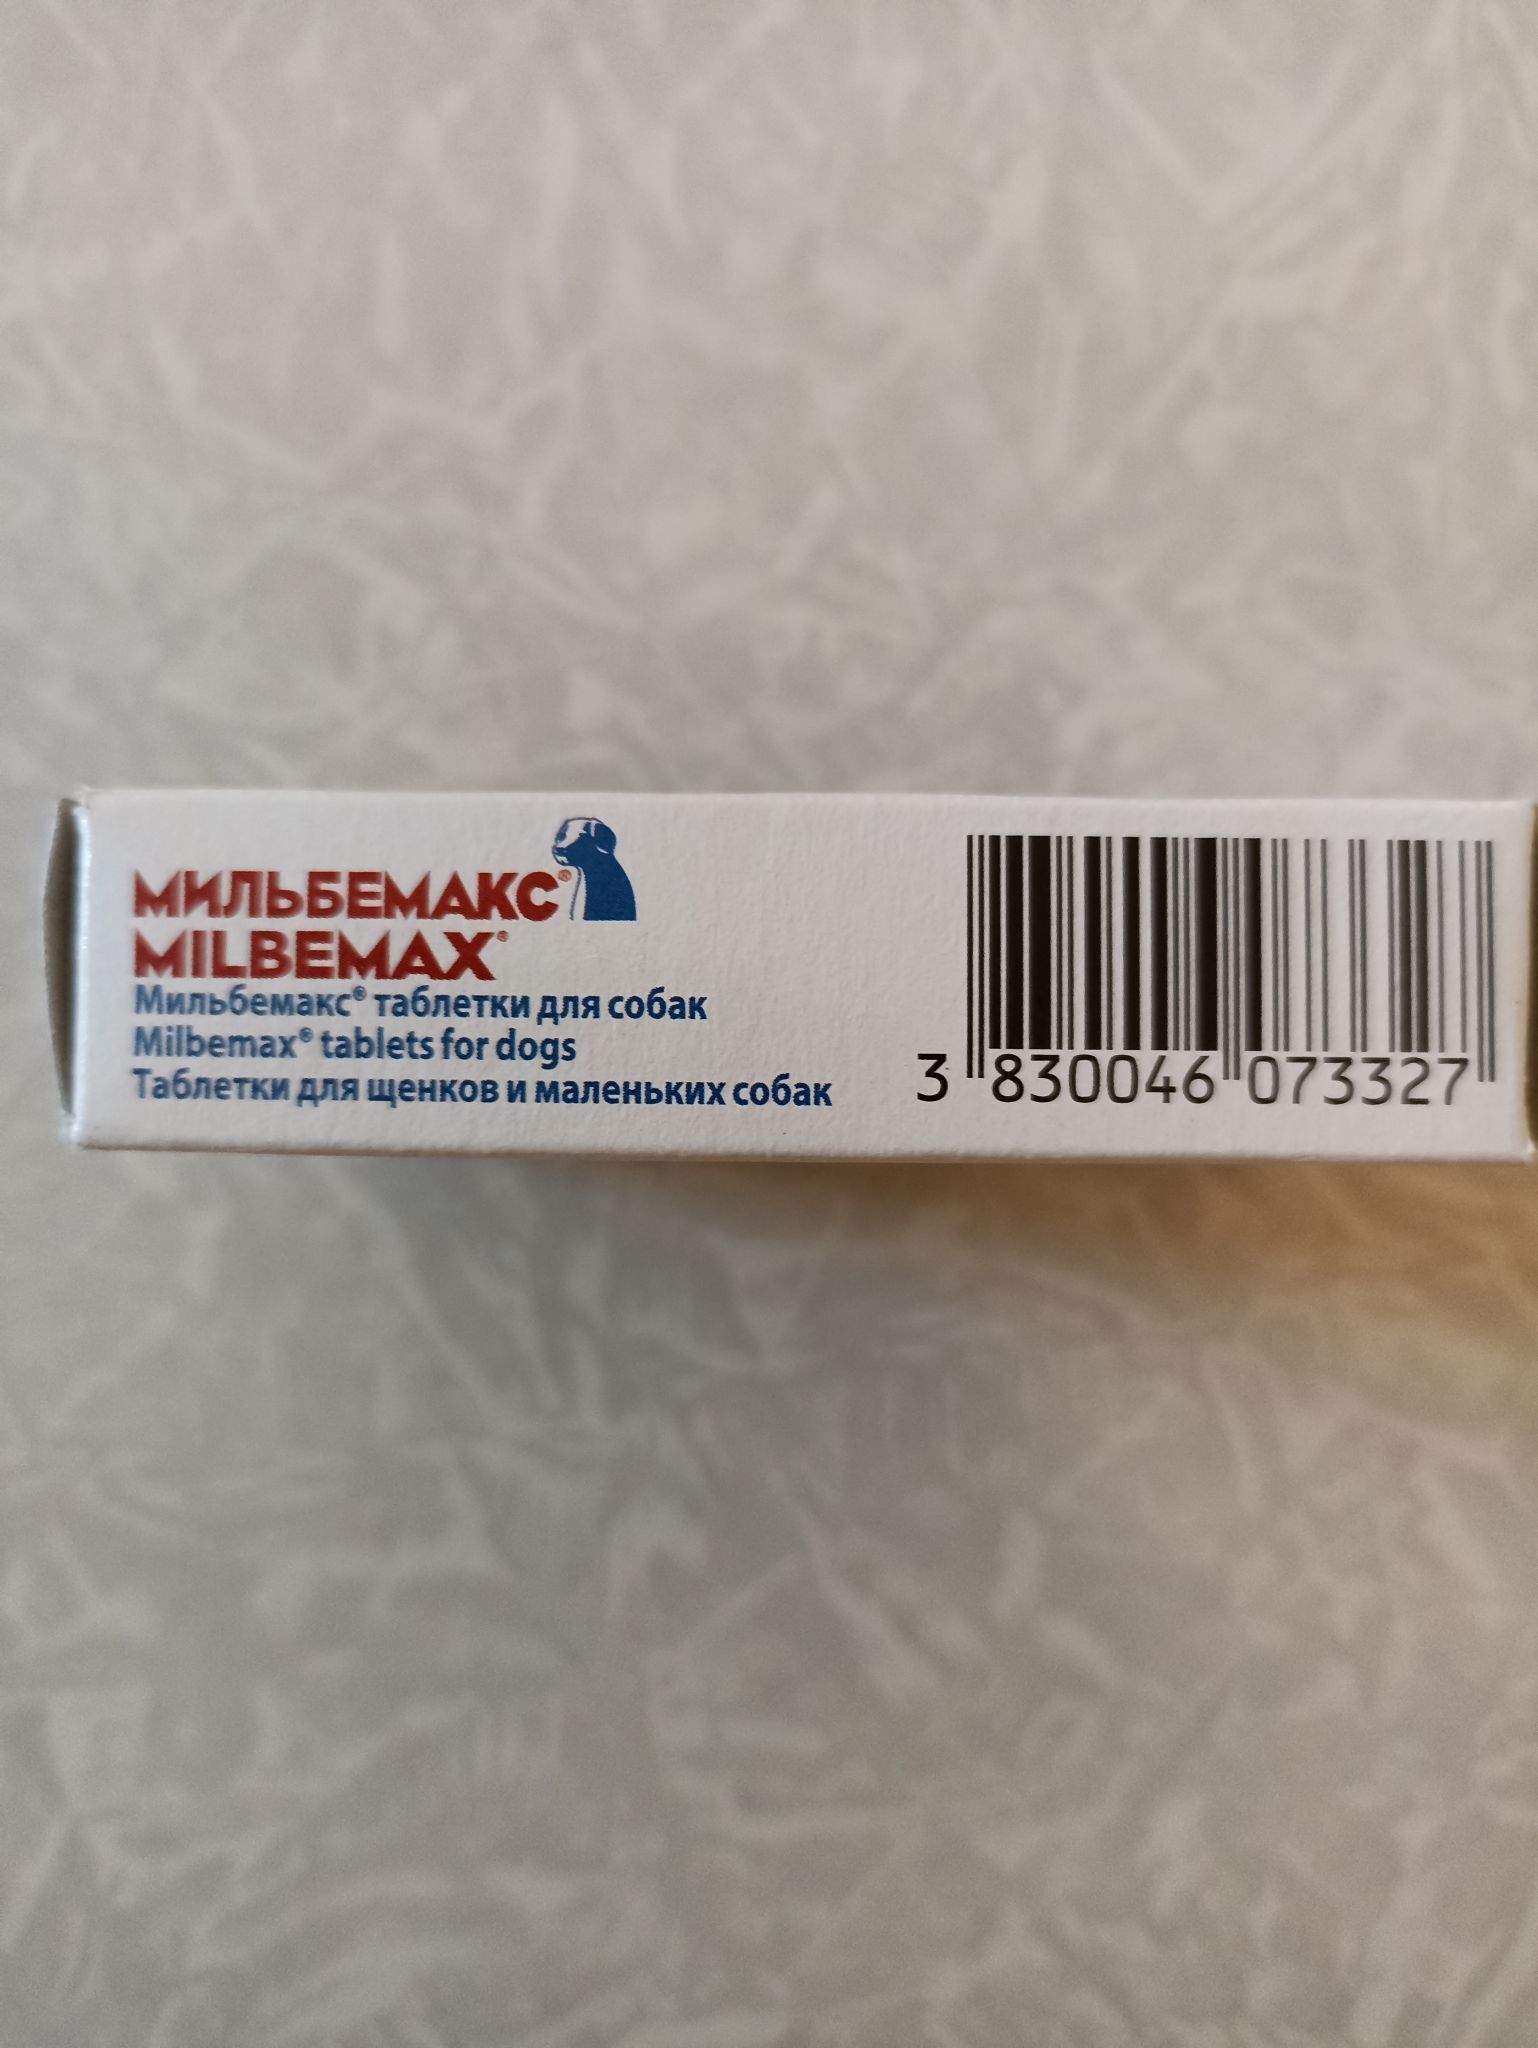 МИЛЬБЕМАКС®
MILBEMAX®
Мильбемакс® таблетки для собак
Milbemax® tablets for dogs
Таблетки для щенков и маленьких собак
3 830046 073327